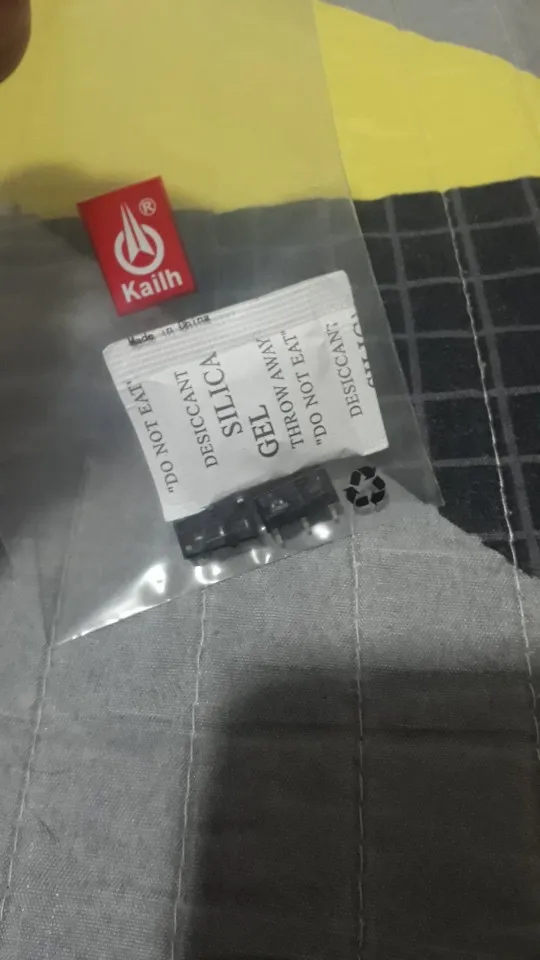 ®
Kailh
Made in China
"DO NOT EAT"
DESICCANT
SILICA
GEL
THROW AWAY
"DO NOT EAT"
DESICCANT